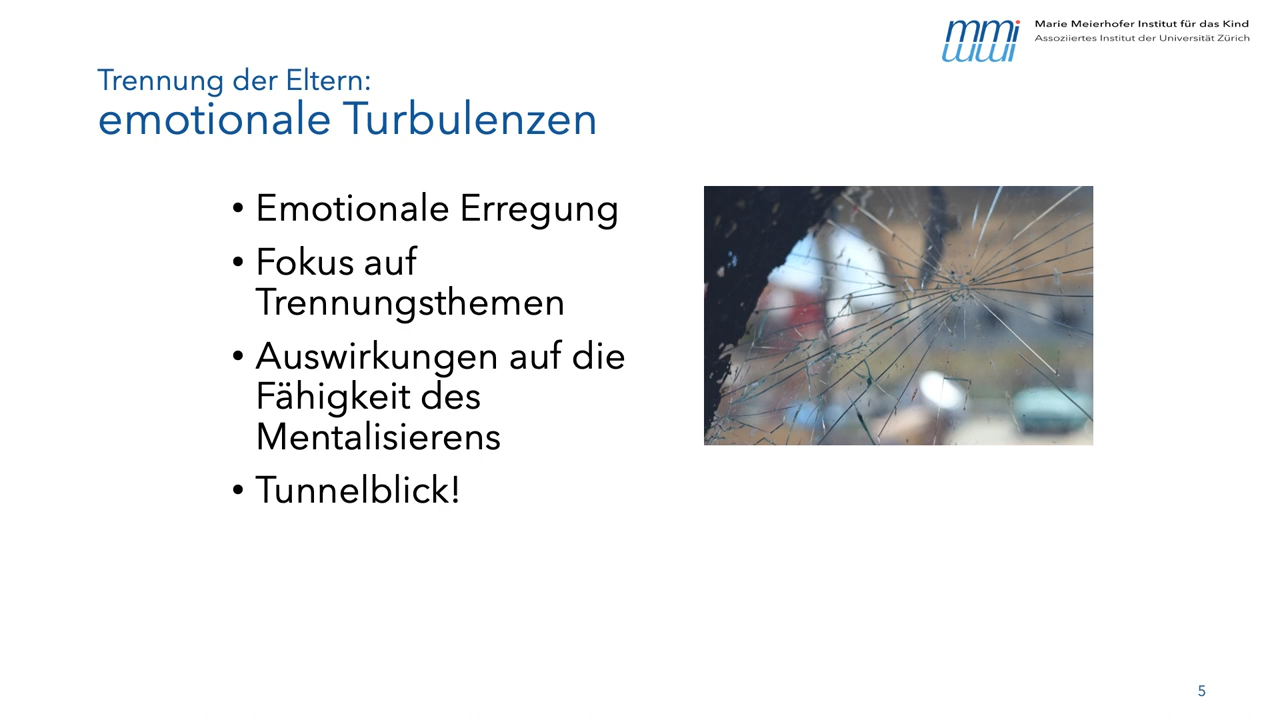 mmi
Marie Meierhofer Institut für das Kind
Assoziiertes Institut der Universität Zürich
Trennung der Eltern:
emotionale Turbulenzen
• Emotionale Erregung
• Fokus auf
Trennungsthemen
• Auswirkungen auf die
Fähigkeit des
Mentalisierens
• Tunnelblick!
5